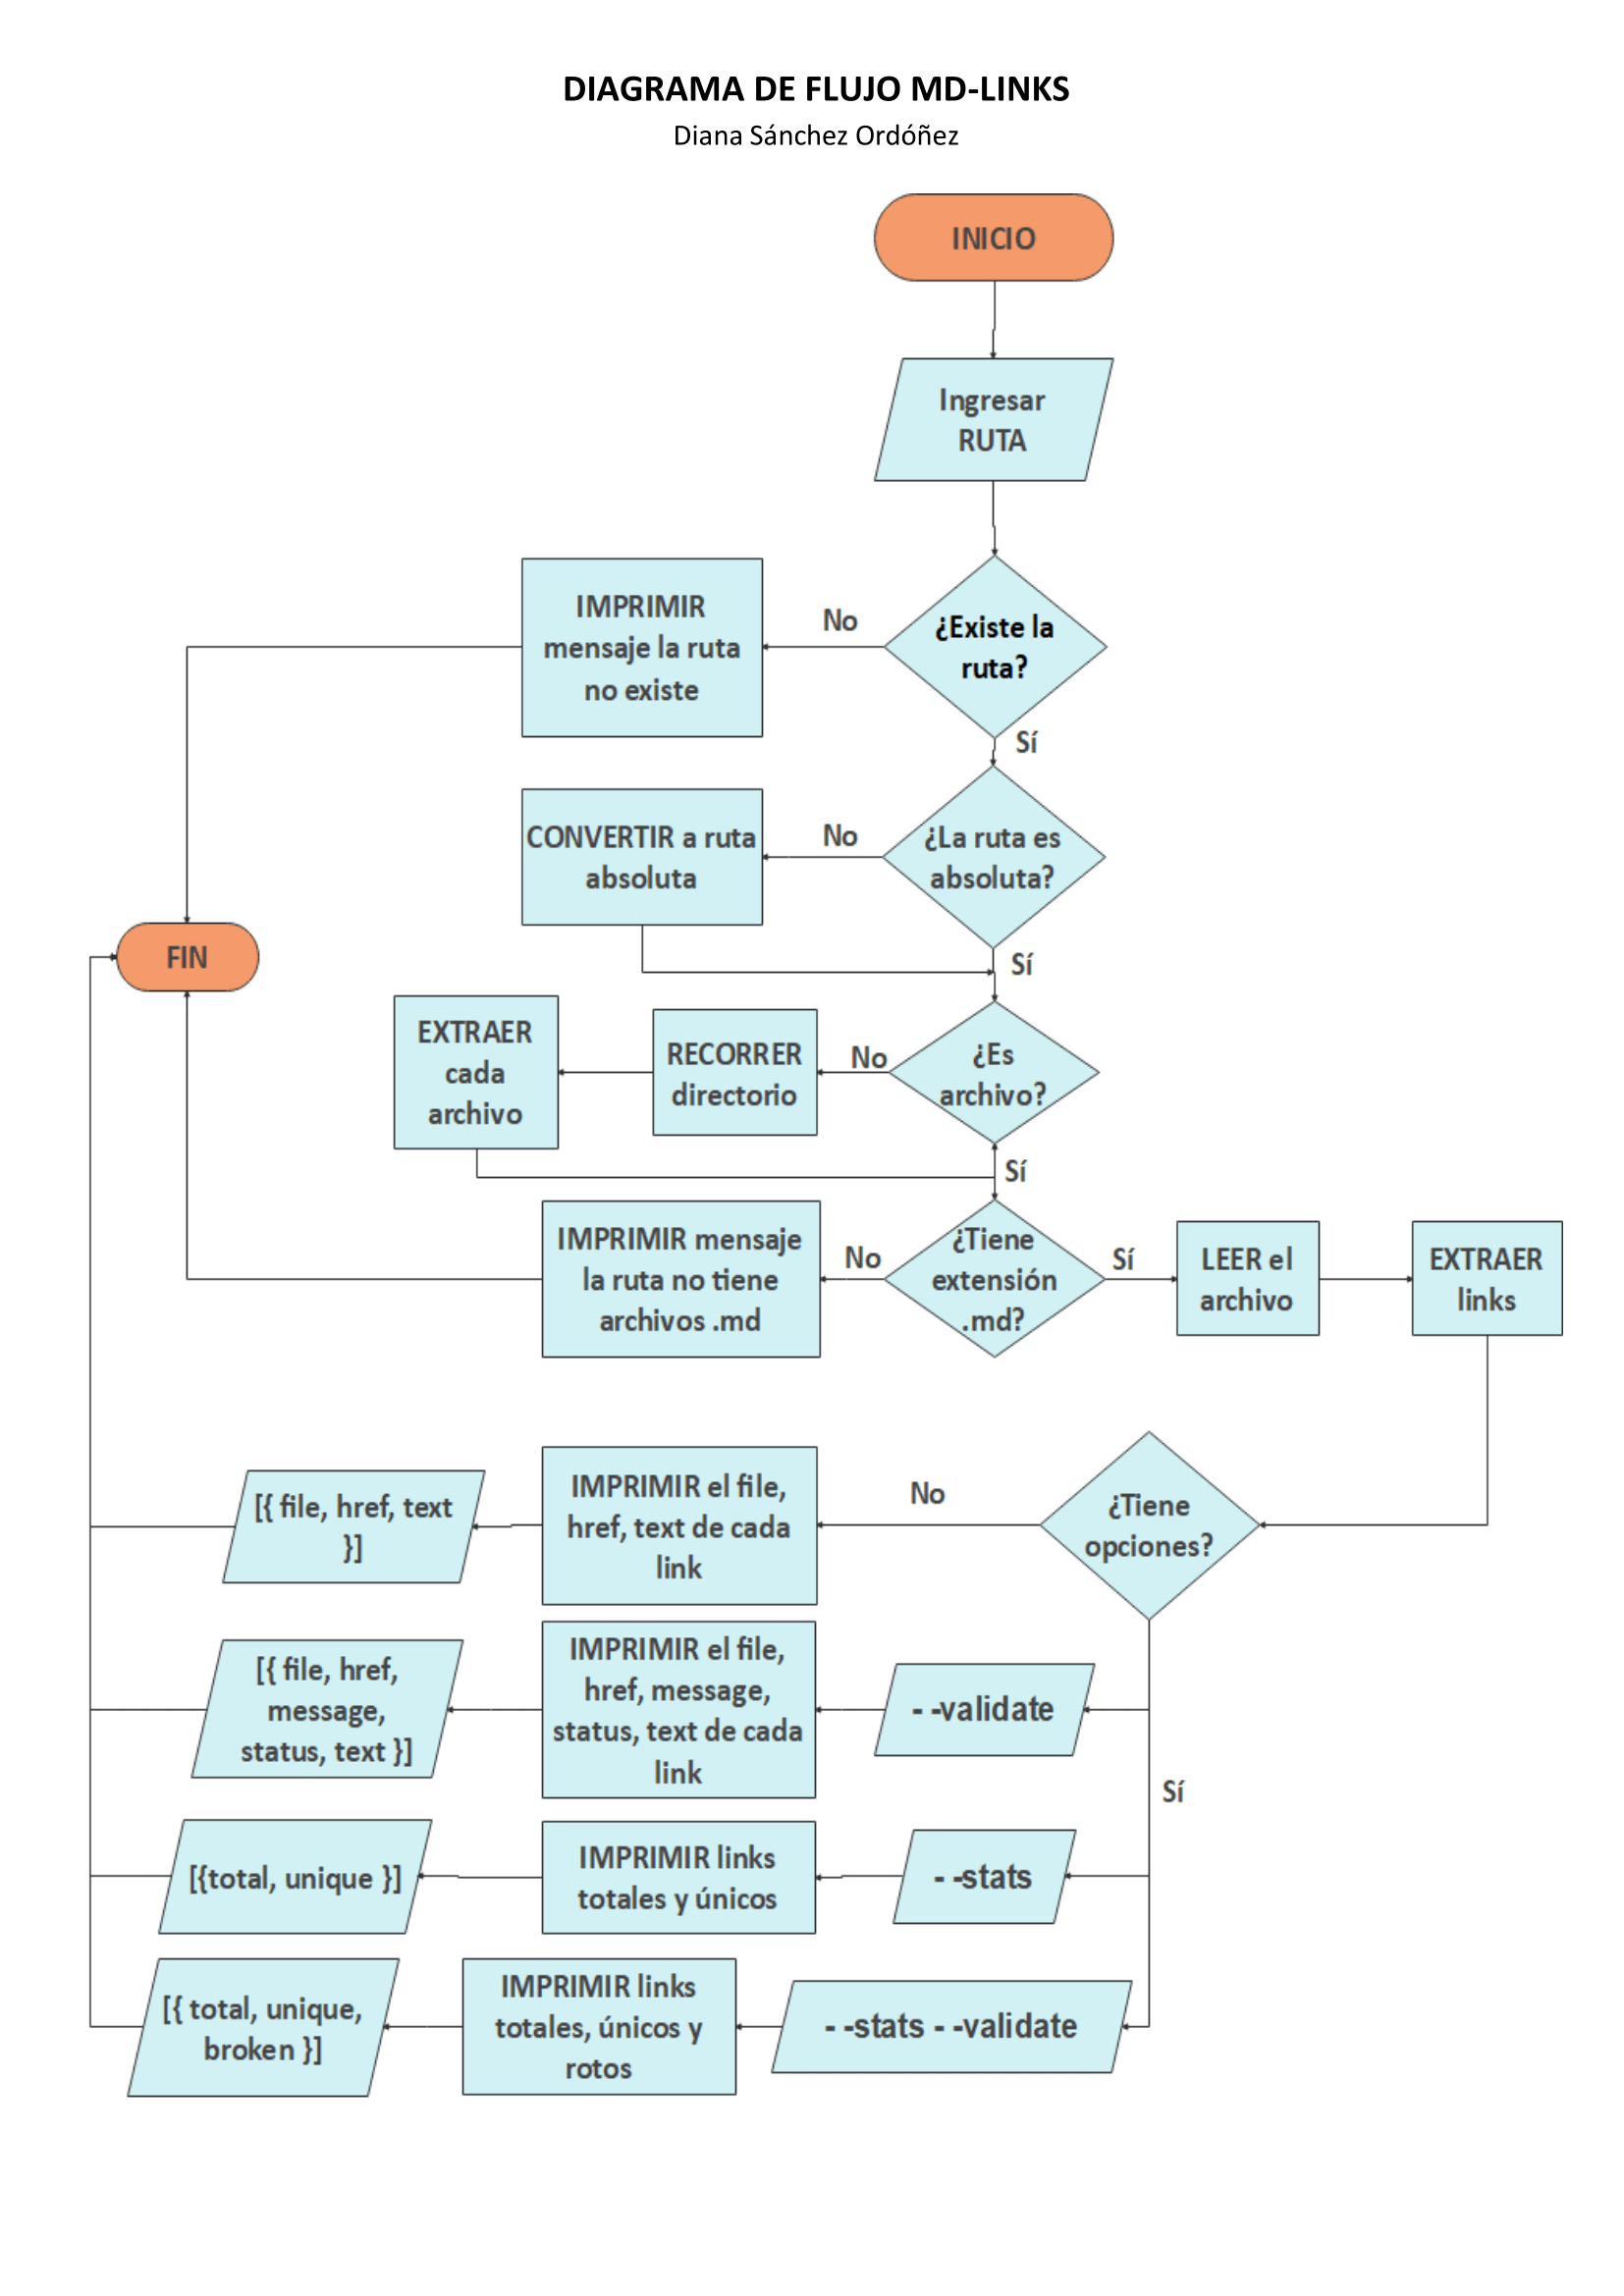 DIAGRAMA DE FLUJO MD-LINKS
Diana Sánchez Ordóñez
INICIO
Ingresar
RUTA
¿Existe la
ruta?
No
IMPRIMIR
mensaje la ruta
no existe
Sí
¿La ruta es
absoluta?
No
CONVERTIR a ruta
absoluta
Sí
FIN
¿Es
archivo?
No
RECORRER
directorio
EXTRAER
cada
archivo
Sí
¿Tiene
extensión
.md?
No
IMPRIMIR mensaje
la ruta no tiene
archivos .md
Sí
LEER el
archivo
EXTRAER
links
¿Tiene
opciones?
No
IMPRIMIR el file,
href, text de cada
link
[{ file, href, text
}]
Sí
- -validate
IMPRIMIR el file,
href, message,
status, text de cada
link
[{ file, href,
message,
status, text }]
- -stats
IMPRIMIR links
totales y únicos
[{total, unique }]
- -stats - -validate
IMPRIMIR links
totales, únicos y
rotos
[{ total, unique,
broken }]